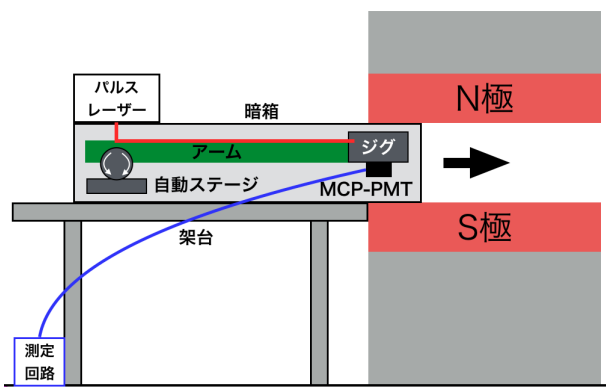 パルス
レーザー
暗箱
N極
アーム
ジグ
自動ステージ
MCP-PMT
S極
架台
測定
回路